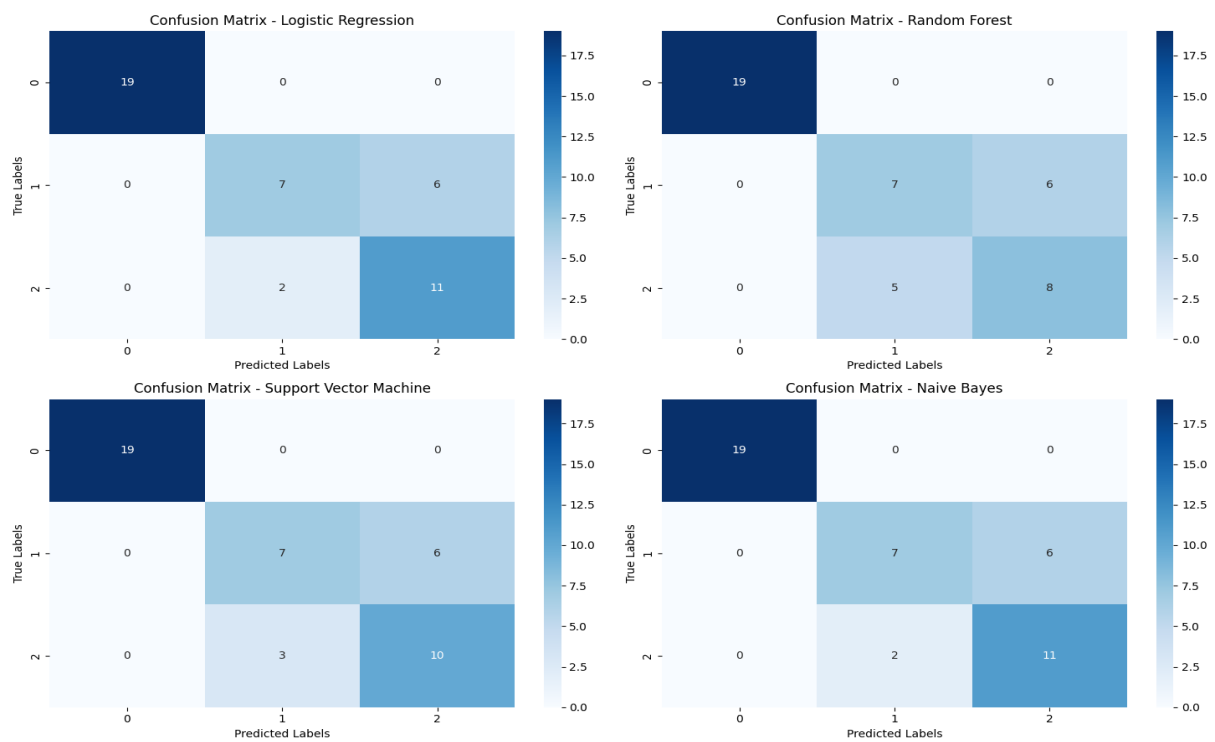 Confusion Matrix - Logistic Regression
0 19 0 0
1 0 7 6
2 0 2 11
0 1 2
True Labels
Predicted Labels
17.5
15.0
12.5
10.0
7.5
5.0
2.5
0.0
Confusion Matrix - Random Forest
0 19 0 0
1 0 7 6
2 0 5 8
0 1 2
True Labels
Predicted Labels
17.5
15.0
12.5
10.0
7.5
5.0
2.5
0.0
Confusion Matrix - Support Vector Machine
0 19 0 0
1 0 7 6
2 0 3 10
0 1 2
True Labels
Predicted Labels
17.5
15.0
12.5
10.0
7.5
5.0
2.5
0.0
Confusion Matrix - Naive Bayes
0 19 0 0
1 0 7 6
2 0 2 11
0 1 2
True Labels
Predicted Labels
17.5
15.0
12.5
10.0
7.5
5.0
2.5
0.0